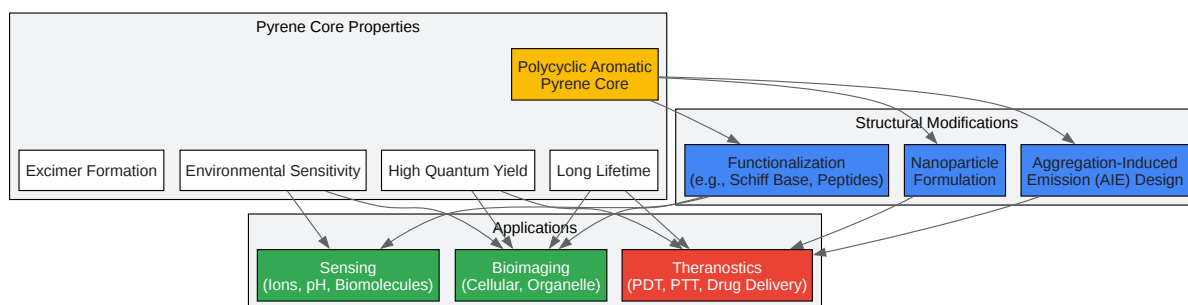 Pyrene Core Properties
Polycyclic Aromatic
Pyrene Core
Structural Modifications
Excimer Formation
Environmental Sensitivity
High Quantum Yield
Long Lifetime
Functionalization
(e.g., Schiff Base, Peptides)
Nanoparticle
Formulation
Aggregation-Induced
Emission (AIE) Design
Applications
Sensing
(Ions, pH, Biomolecules)
Bioimaging
(Cellular, Organelle)
Theranostics
(PDT, PTT, Drug Delivery)